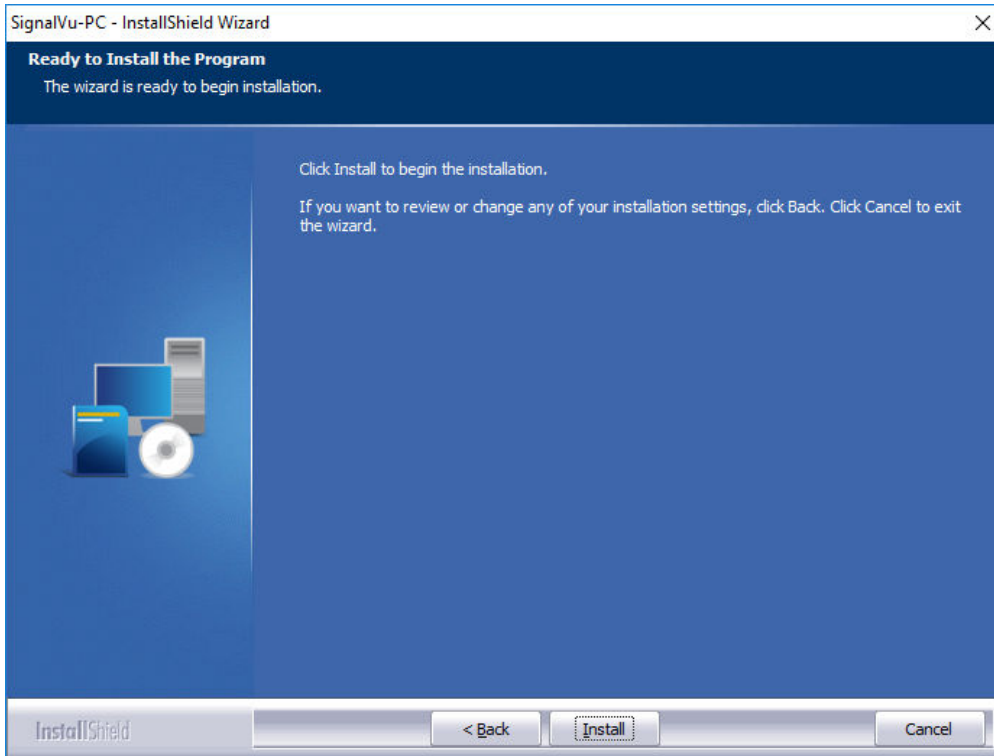 SignalVu-PC - InstallShield Wizard
Ready to Install the Program
The wizard is ready to begin installation.
Click Install to begin the installation.
If you want to review or change any of your installation settings, click Back. Click Cancel to exit
the wizard.
InstallShield
< Back
Install
Cancel